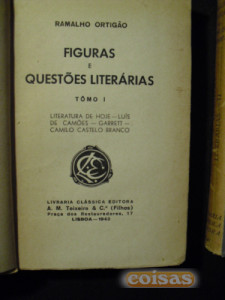 RAMALHO ORTIGÃO
FIGURAS
E
QUESTÕES LITERÁRIAS
TÔMO I
LITERATURA DE HOJE — LUÍS
DE CAMÕES — GARRETT —
CAMILO CASTELO BRANCO
LIVRARIA CLÁSSICA EDITORA
A. M. Teixeira & C.ª (Filhos)
Praça dos Restauradores, 17
LISBOA — 1943
coisas